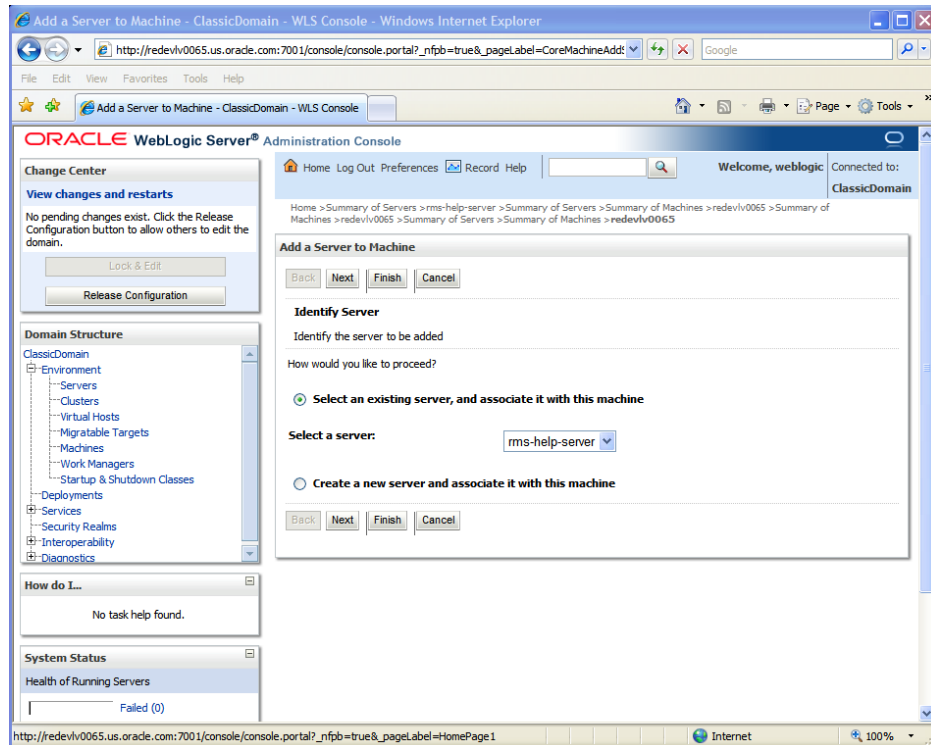 Add a Server to Machine - ClassicDomain - WLS Console - Windows Internet Explorer
http://redevlv0065.us.oracle.com:7001/console/console.portal?_nfpb=true&_pageLabel=CoreMachineAddS
Google
File Edit View Favorites Tools Help
Add a Server to Machine - ClassicDomain - WLS Console
Page Tools »
ORACLE WebLogic Server® Administration Console
Change Center
View changes and restarts
No pending changes exist. Click the Release
Configuration button to allow others to edit the
domain.
Lock & Edit
Release Configuration
Domain Structure
ClassicDomain
Environment
Servers
Clusters
Virtual Hosts
Migratable Targets
Machines
Work Managers
Startup & Shutdown Classes
Deployments
Services
Security Realms
Interoperability
Diagnostics
How do I...
No task help found.
System Status
Health of Running Servers
Failed (0)
Home Log Out Preferences Record Help
Welcome, weblogic
Connected to:
ClassicDomain
Home >Summary of Servers >rms-help-server >Summary of Servers >Summary of Machines >redevlv0065 >Summary of
Machines >redevlv0065 >Summary of Servers >Summary of Machines >redevlv0065
Add a Server to Machine
Back Next Finish Cancel
Identify Server
Identify the server to be added
How would you like to proceed?
Select an existing server, and associate it with this machine
Select a server: rms-help-server
Create a new server and associate it with this machine
Back Next Finish Cancel
http://redevlv0065.us.oracle.com:7001/console/console.portal?_nfpb=true&_pageLabel=HomePage1
Internet
100%